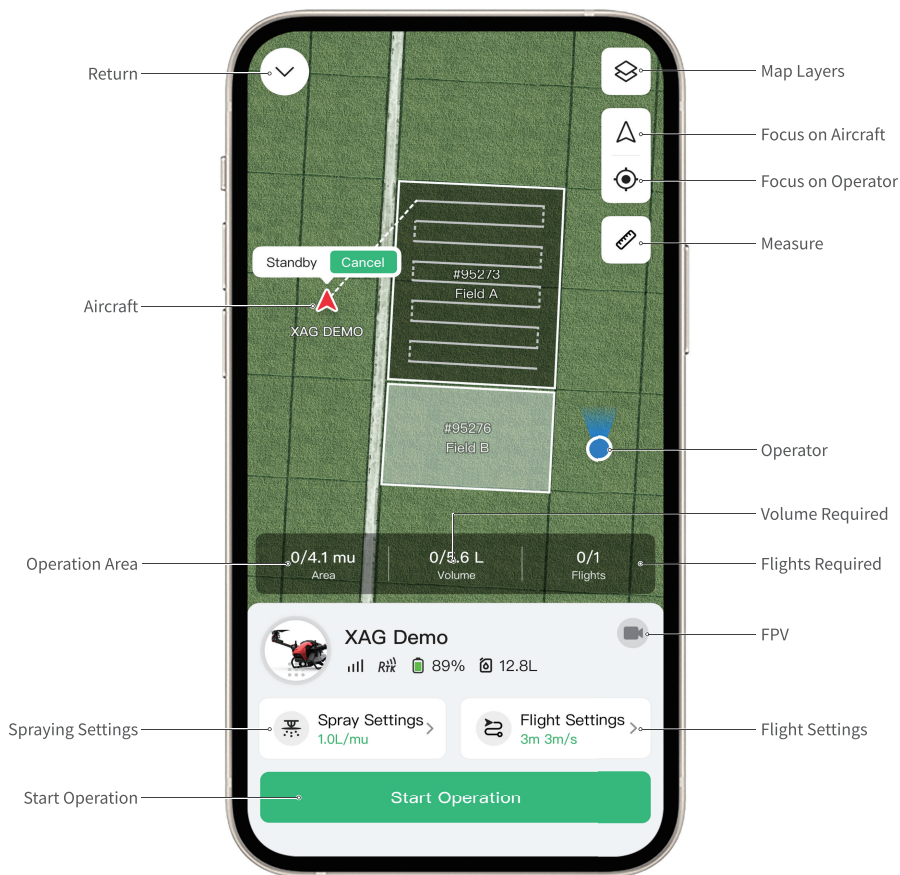 Return
Map Layers
Focus on Aircraft
Focus on Operator
Measure
Standby
Cancel
#95273
Field A
Aircraft
XAG DEMO
#95276
Field B
Operator
Volume Required
Operation Area
0/4.1 mu
Area
0/5.6 L
Volume
0/1
Flights
Flights Required
XAG Demo
FPV
RTK
89%
12.8L
Spraying Settings
Spray Settings
1.0L/mu
Flight Settings
3m 3m/s
Flight Settings
Start Operation
Start Operation